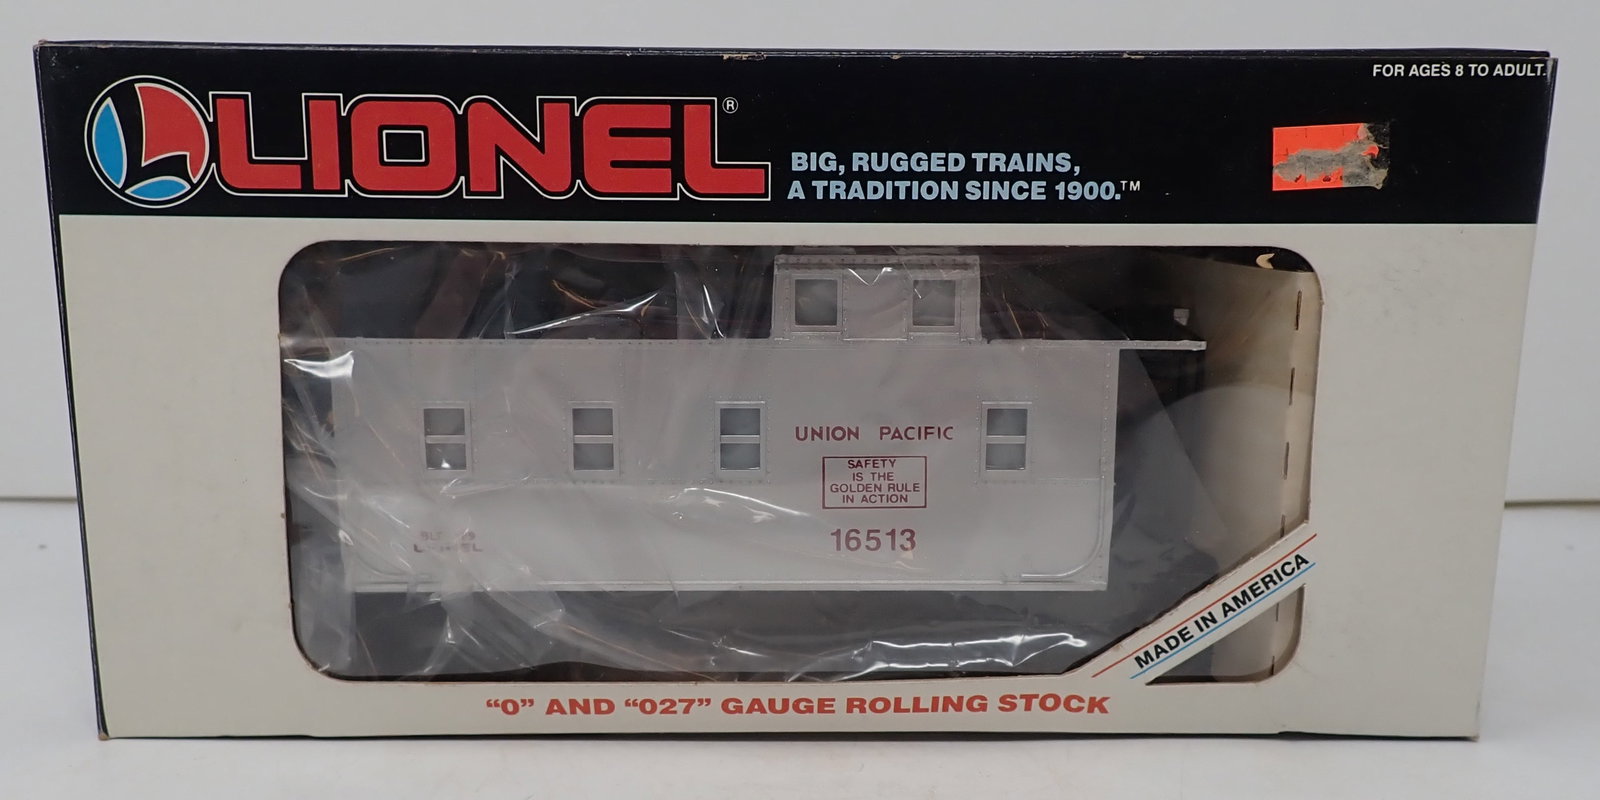 LIONEL®
BIG, RUGGED TRAINS,
A TRADITION SINCE 1900.™
FOR AGES 8 TO ADULT.
UNION PACIFIC
SAFETY
IS THE
GOLDEN RULE
IN ACTION
16513
LIONEL
MADE IN AMERICA
“O” AND “027” GAUGE ROLLING STOCK